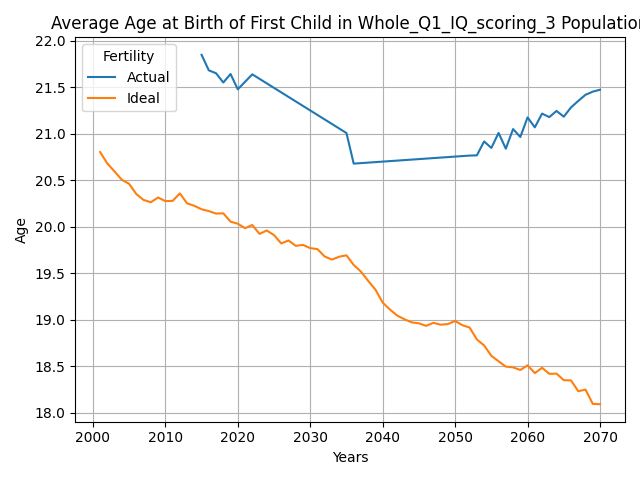 Average Age at Birth of First Child in Whole_Q1_IQ_scoring_3 Population
Fertility
Actual
Ideal
22.0
21.5
21.0
20.5
20.0
19.5
19.0
18.5
18.0
Age
2000 2010 2020 2030 2040 2050 2060 2070
Years